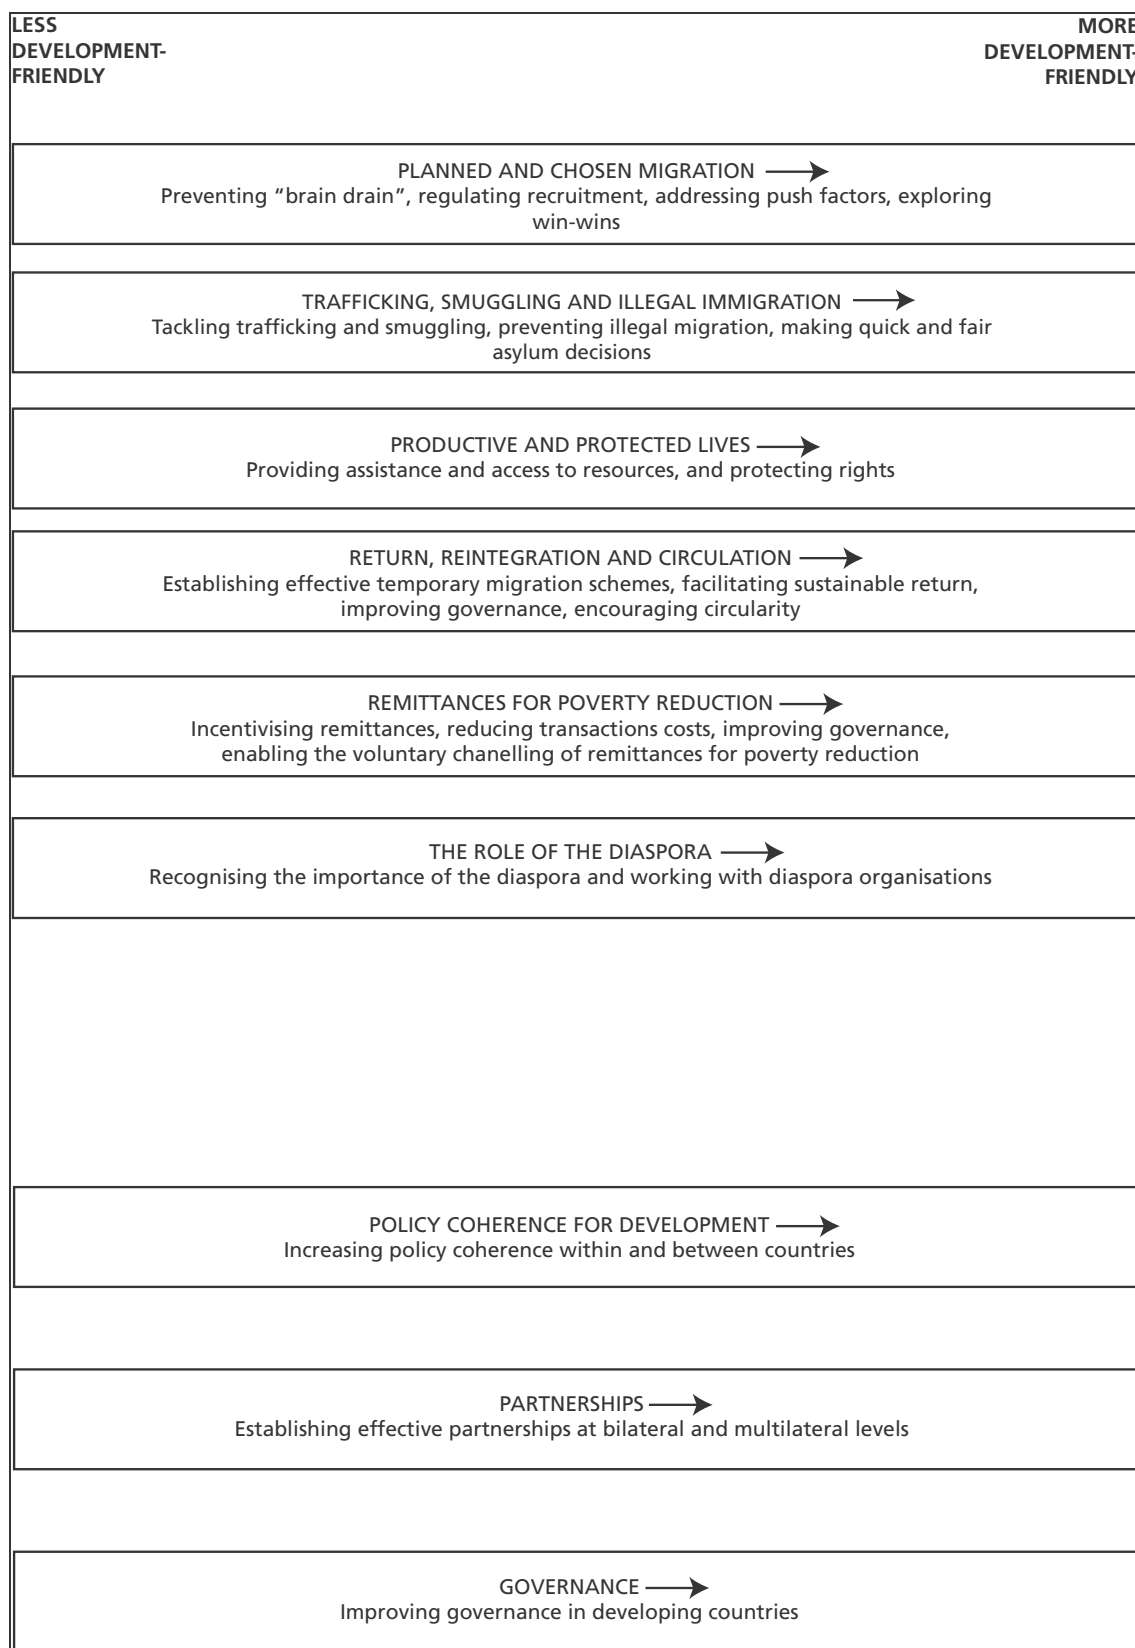 LESS
DEVELOPMENT-
FRIENDLY
MORE
DEVELOPMENT-
FRIENDLY
PLANNED AND CHOSEN MIGRATION
Preventing “brain drain”, regulating recruitment, addressing push factors, exploring
win-wins
TRAFFICKING, SMUGGLING AND ILLEGAL IMMIGRATION
Tackling trafficking and smuggling, preventing illegal migration, making quick and fair
asylum decisions
PRODUCTIVE AND PROTECTED LIVES
Providing assistance and access to resources, and protecting rights
RETURN, REINTEGRATION AND CIRCULATION
Establishing effective temporary migration schemes, facilitating sustainable return,
improving governance, encouraging circularity
REMITTANCES FOR POVERTY REDUCTION
Incentivising remittances, reducing transactions costs, improving governance,
enabling the voluntary chanelling of remittances for poverty reduction
THE ROLE OF THE DIASPORA
Recognising the importance of the diaspora and working with diaspora organisations
POLICY COHERENCE FOR DEVELOPMENT
Increasing policy coherence within and between countries
PARTNERSHIPS
Establishing effective partnerships at bilateral and multilateral levels
GOVERNANCE
Improving governance in developing countries